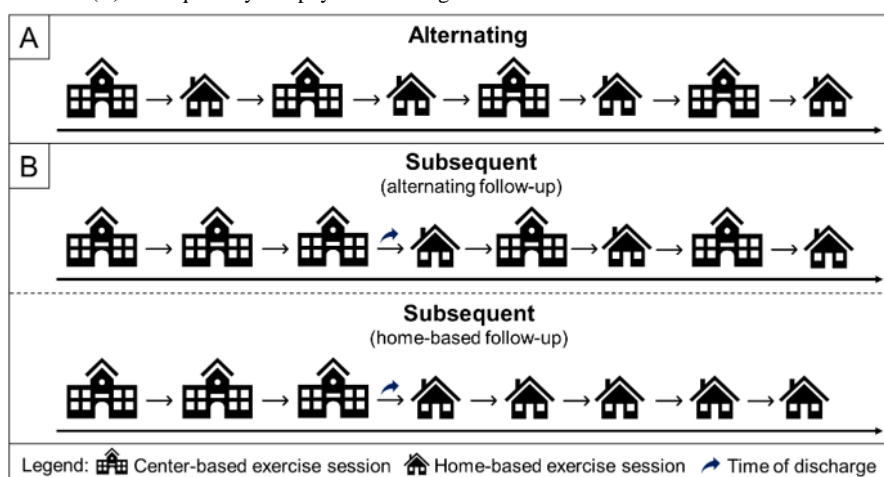 A
Alternating
B
Subsequent
(alternating follow-up)
Subsequent
(home-based follow-up)
Legend: Center-based exercise session Home-based exercise session Time of discharge